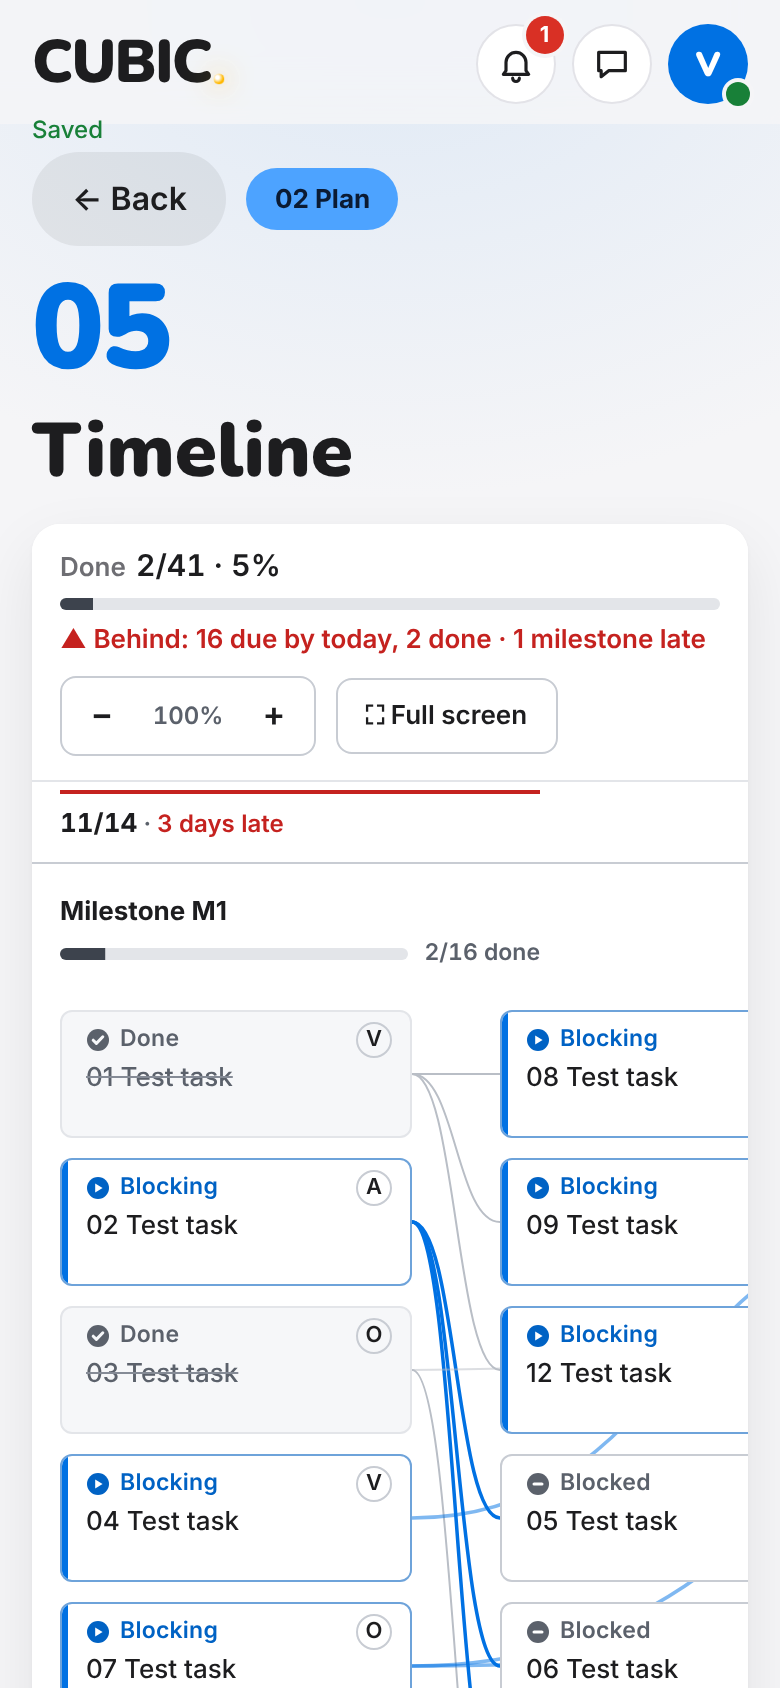 CUBIC.
1
V
Saved
← Back
02 Plan
05
Timeline
Done 2/41 · 5%
▲ Behind: 16 due by today, 2 done · 1 milestone late
− 100% +
Full screen
11/14 · 3 days late
Milestone M1
2/16 done
Done V
01 Test task
Blocking
08 Test task
Blocking A
02 Test task
Blocking
09 Test task
Done O
03 Test task
Blocking
12 Test task
Blocking V
04 Test task
Blocked
05 Test task
Blocking O
07 Test task
Blocked
06 Test task